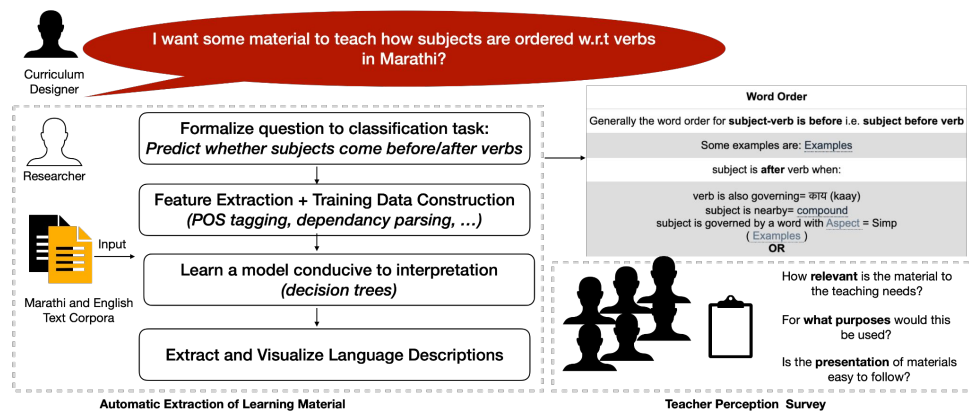 I want some material to teach how subjects are ordered w.r.t verbs
in Marathi?
Curriculum
Designer
Researcher
Formalize question to classification task:
Predict whether subjects come before/after verbs
Feature Extraction + Training Data Construction
(POS tagging, dependancy parsing, ...)
Input
Marathi and English
Text Corpora
Learn a model conducive to interpretation
(decision trees)
Extract and Visualize Language Descriptions
Automatic Extraction of Learning Material
Word Order
Generally the word order for subject-verb is before i.e. subject before verb
Some examples are: Examples
subject is after verb when:
verb is also governing= काय (kaay)
subject is nearby= compound
subject is governed by a word with Aspect = Simp
( Examples )
OR
How relevant is the material to
the teaching needs?
For what purposes would this
be used?
Is the presentation of materials
easy to follow?
Teacher Perception Survey